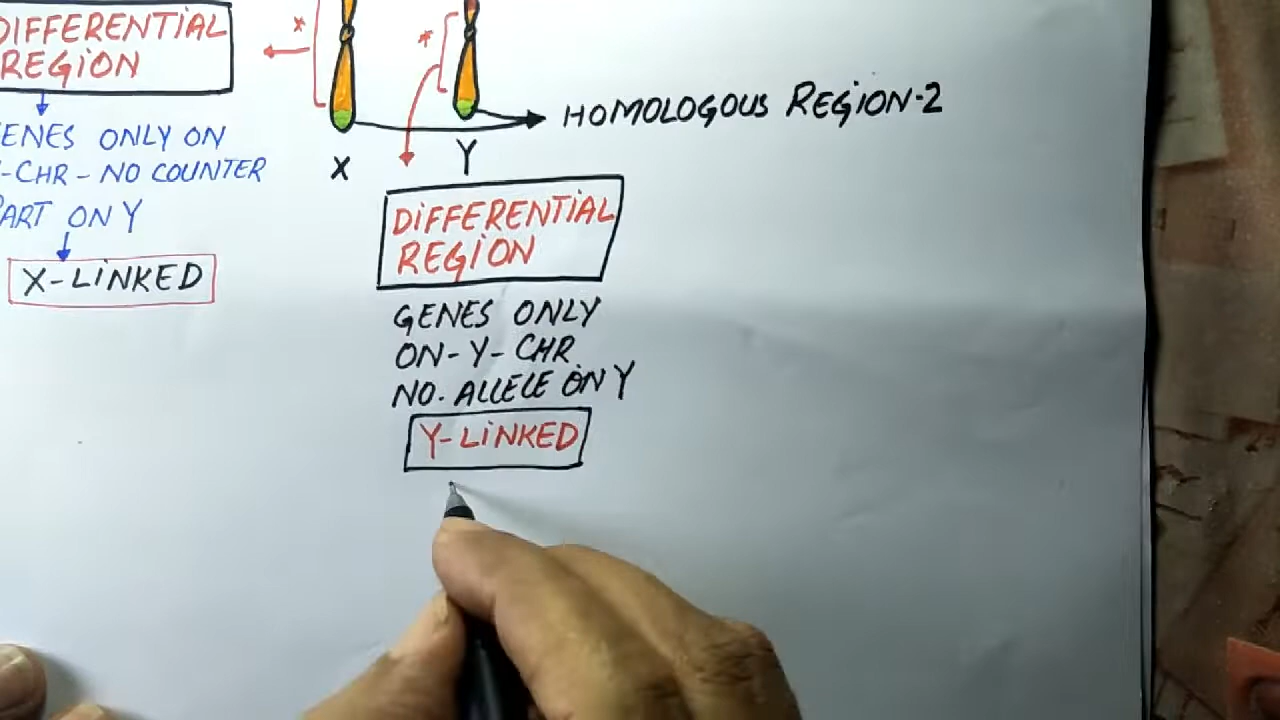 DIFFERENTIAL
REGION
ENES ONLY ON
-CHR-NO COUNTER
PART ON Y
X-LINKED
*
*
X
Y
HOMOLOGOUS REGION-2
DIFFERENTIAL
REGION
GENES ONLY
ON-Y-CHR
NO. ALLELE ON Y
Y-LINKED